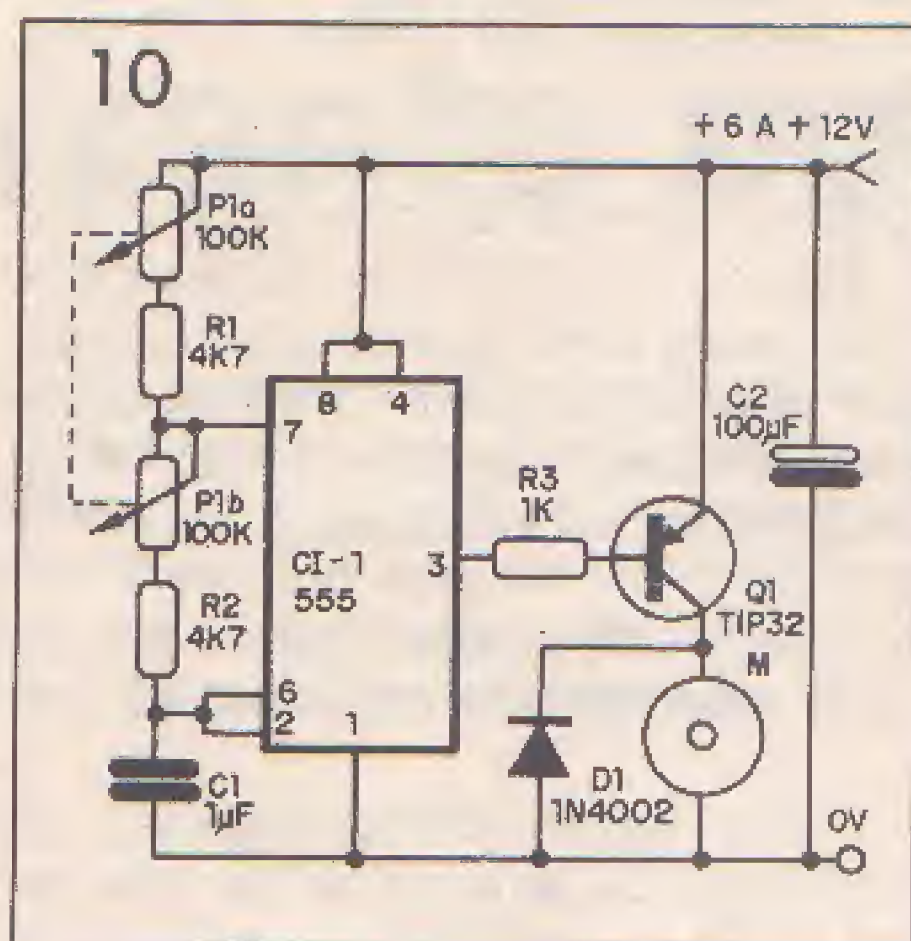 10
+ 6 A + 12V
P1a
100K
R1
4K7
8 4
7
C2
100µF
P1b
100K
R3
1K
CI-1
555
3
R2
4K7
Q1
TIP32
M
6
2
1
C1
1µF
D1
1N4002
0V